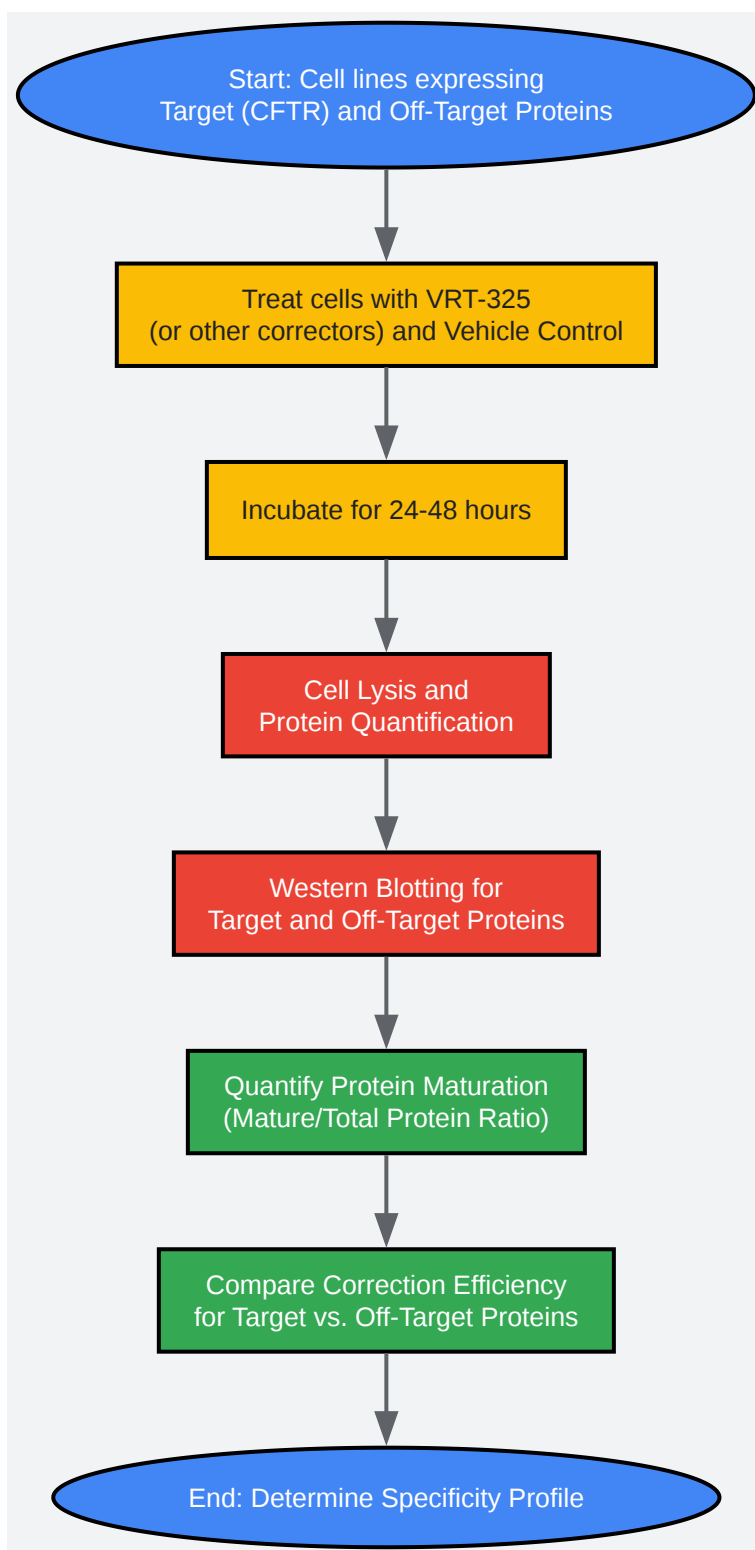 Start: Cell lines expressing
Target (CFTR) and Off-Target Proteins
Treat cells with VRT-325
(or other correctors) and Vehicle Control
Incubate for 24-48 hours
Cell Lysis and
Protein Quantification
Western Blotting for
Target and Off-Target Proteins
Quantify Protein Maturation
(Mature/Total Protein Ratio)
Compare Correction Efficiency
for Target vs. Off-Target Proteins
End: Determine Specificity Profile